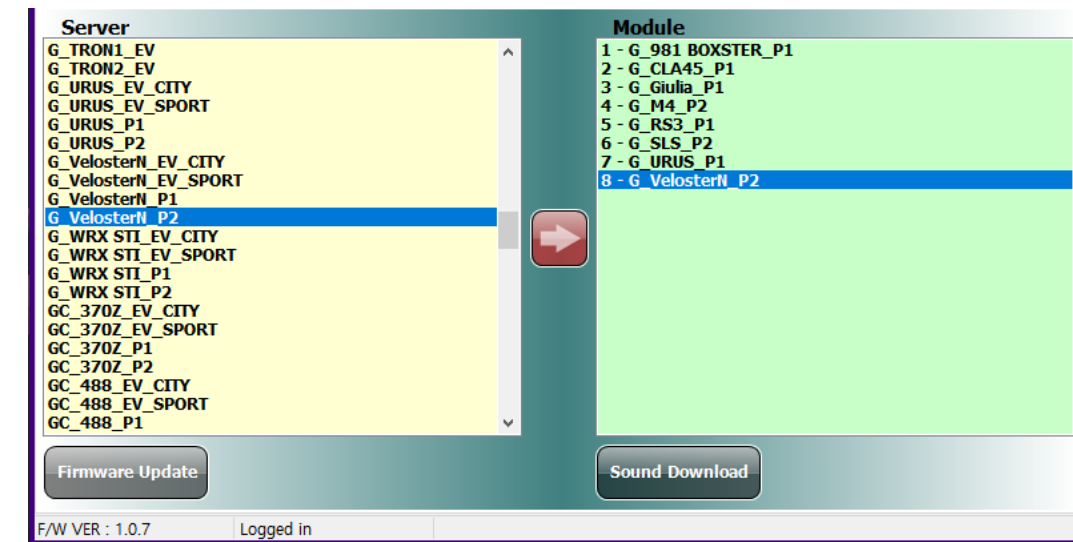 Server
G_TRON1_EV
G_TRON2_EV
G_URUS_EV_CITY
G_URUS_EV_SPORT
G_URUS_P1
G_URUS_P2
G_VelosterN_EV_CITY
G_VelosterN_EV_SPORT
G_VelosterN_P1
G_VelosterN_P2
G_WRX STI_EV_CITY
G_WRX STI_EV_SPORT
G_WRX STI_P1
G_WRX STI_P2
GC_370Z_EV_CITY
GC_370Z_EV_SPORT
GC_370Z_P1
GC_370Z_P2
GC_488_EV_CITY
GC_488_EV_SPORT
GC_488_P1
Module
1 - G_981 BOXSTER_P1
2 - G_CLA45_P1
3 - G_Giulia_P1
4 - G_M4_P2
5 - G_RS3_P1
6 - G_SLS_P2
7 - G_URUS_P1
8 - G_VelosterN_P2
Firmware Update
Sound Download
F/W VER : 1.0.7
Logged in